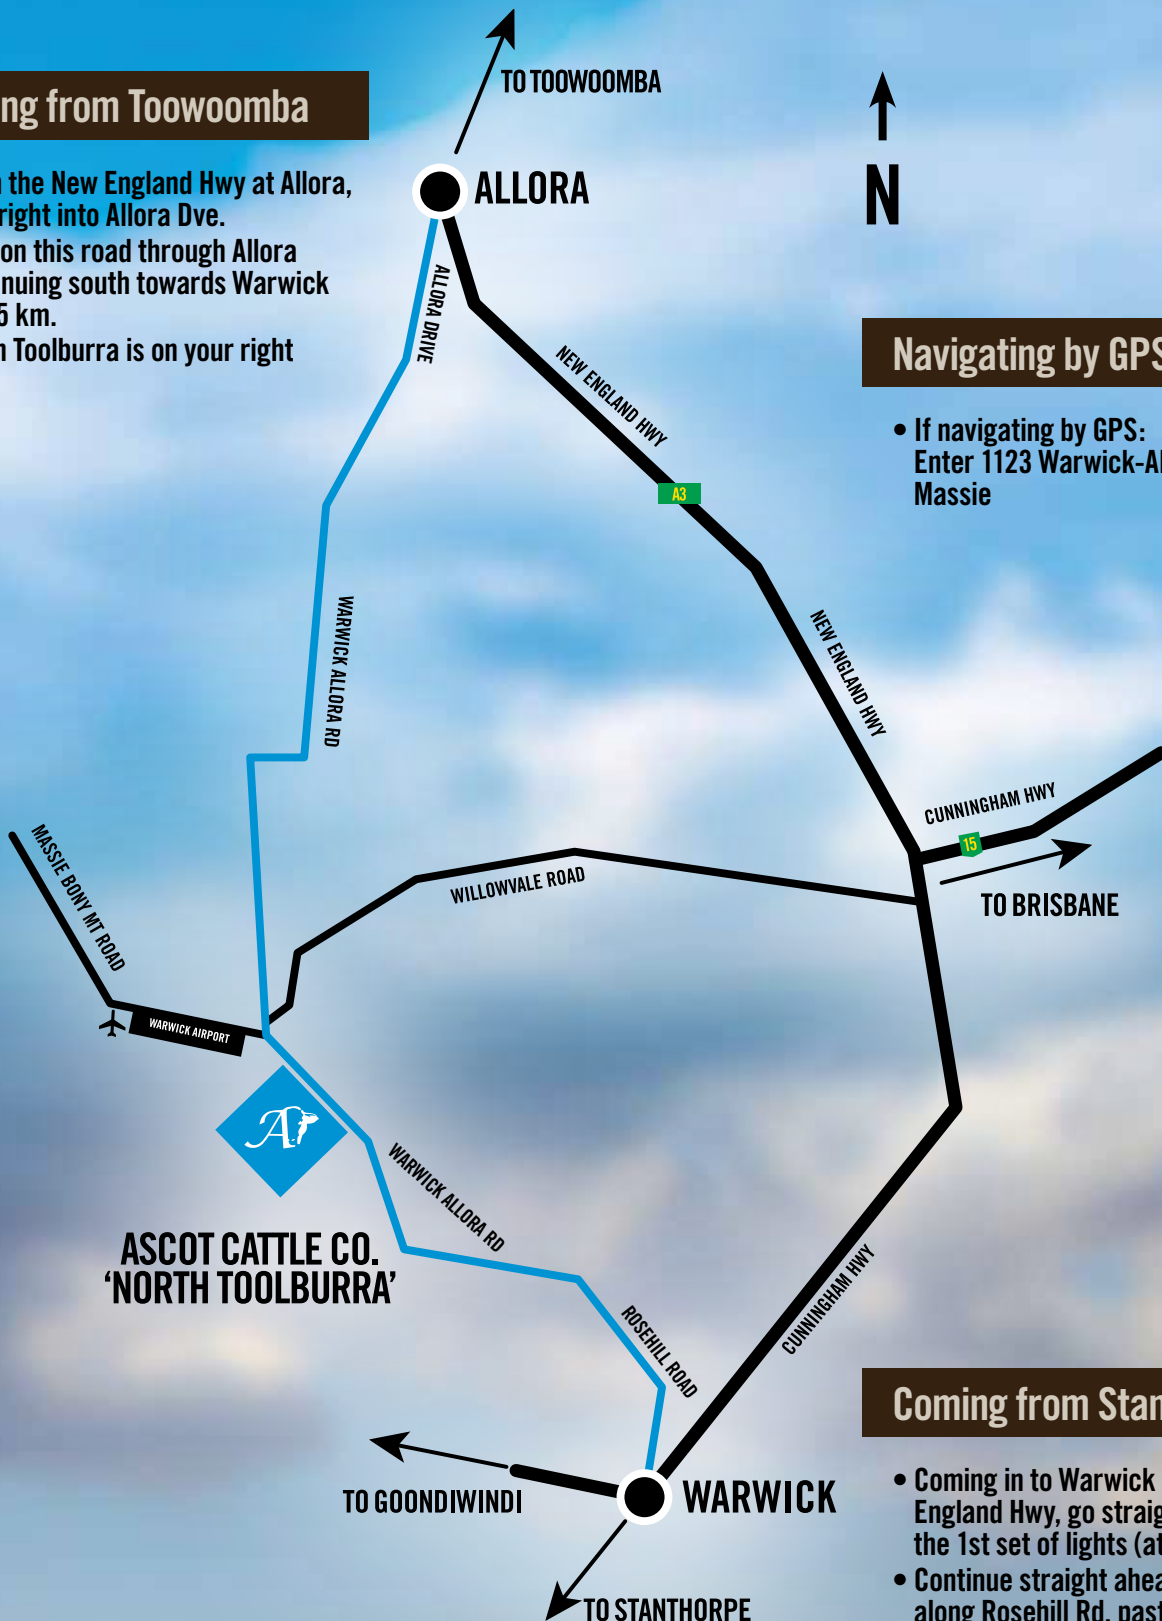 TO TOOWOOMBA
ng from Toowoomba
the New England Hwy at Allora,
right into Allora Dve.
on this road through Allora
nuing south towards Warwick
5 km.
Toolburra is on your right
ALLORA
N
ALLORA DRIVE
NEW ENGLAND HWY
A3
Navigating by GPS
• If navigating by GPS:
Enter 1123 Warwick-Al
Massie
WARWICK ALLORA RD
NEW ENGLAND HWY
CUNNINGHAM HWY
15
TO BRISBANE
MASSIE BONY MT ROAD
WILLOWVALE ROAD
WARWICK AIRPORT
A
WARWICK ALLORA RD
ASCOT CATTLE CO.
‘NORTH TOOLBURRA’
CUNNINGHAM HWY
ROSEHILL ROAD
TO GOONDIWINDI
WARWICK
TO STANTHORPE
Coming from Stan
• Coming in to Warwick
England Hwy, go straig
the 1st set of lights (at
• Continue straight ahea
along Rosehill Rd, past